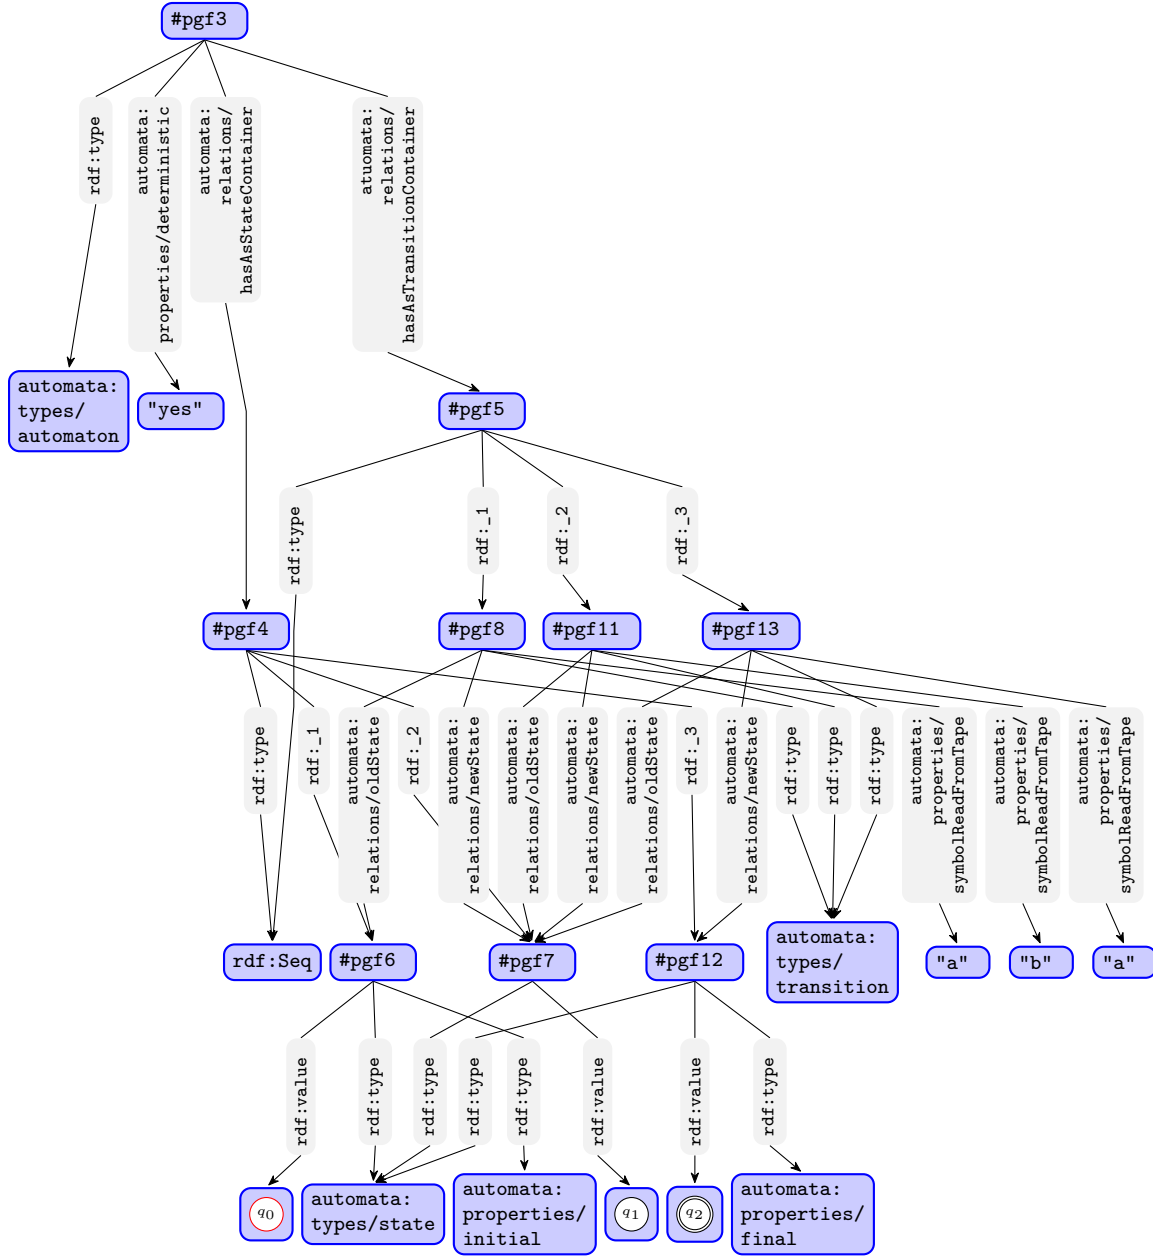 #pgf3
rdf:type
automata:
properties/deterministic
automata:
relations/
hasAsStateContainer
atuomata:
relations/
hasAsTransitionContainer
automata:
types/
automaton
"yes"
#pgf5
rdf:type
rdf:_1
rdf:_2
rdf:_3
#pgf4
#pgf8
#pgf11
#pgf13
rdf:type
rdf:_1
automata:
relations/oldState
rdf:_2
automata:
relations/newState
automata:
relations/oldState
automata:
relations/newState
automata:
relations/oldState
rdf:_3
automata:
relations/newState
rdf:type
rdf:type
rdf:type
automata:
properties/
symbolReadFromTape
automata:
properties/
symbolReadFromTape
automata:
properties/
symbolReadFromTape
rdf:Seq
#pgf6
#pgf7
#pgf12
automata:
types/
transition
"a"
"b"
"a"
rdf:value
rdf:type
rdf:type
rdf:type
rdf:type
rdf:value
rdf:value
rdf:type
q0
automata:
types/state
automata:
properties/
initial
q1
q2
automata:
properties/
final